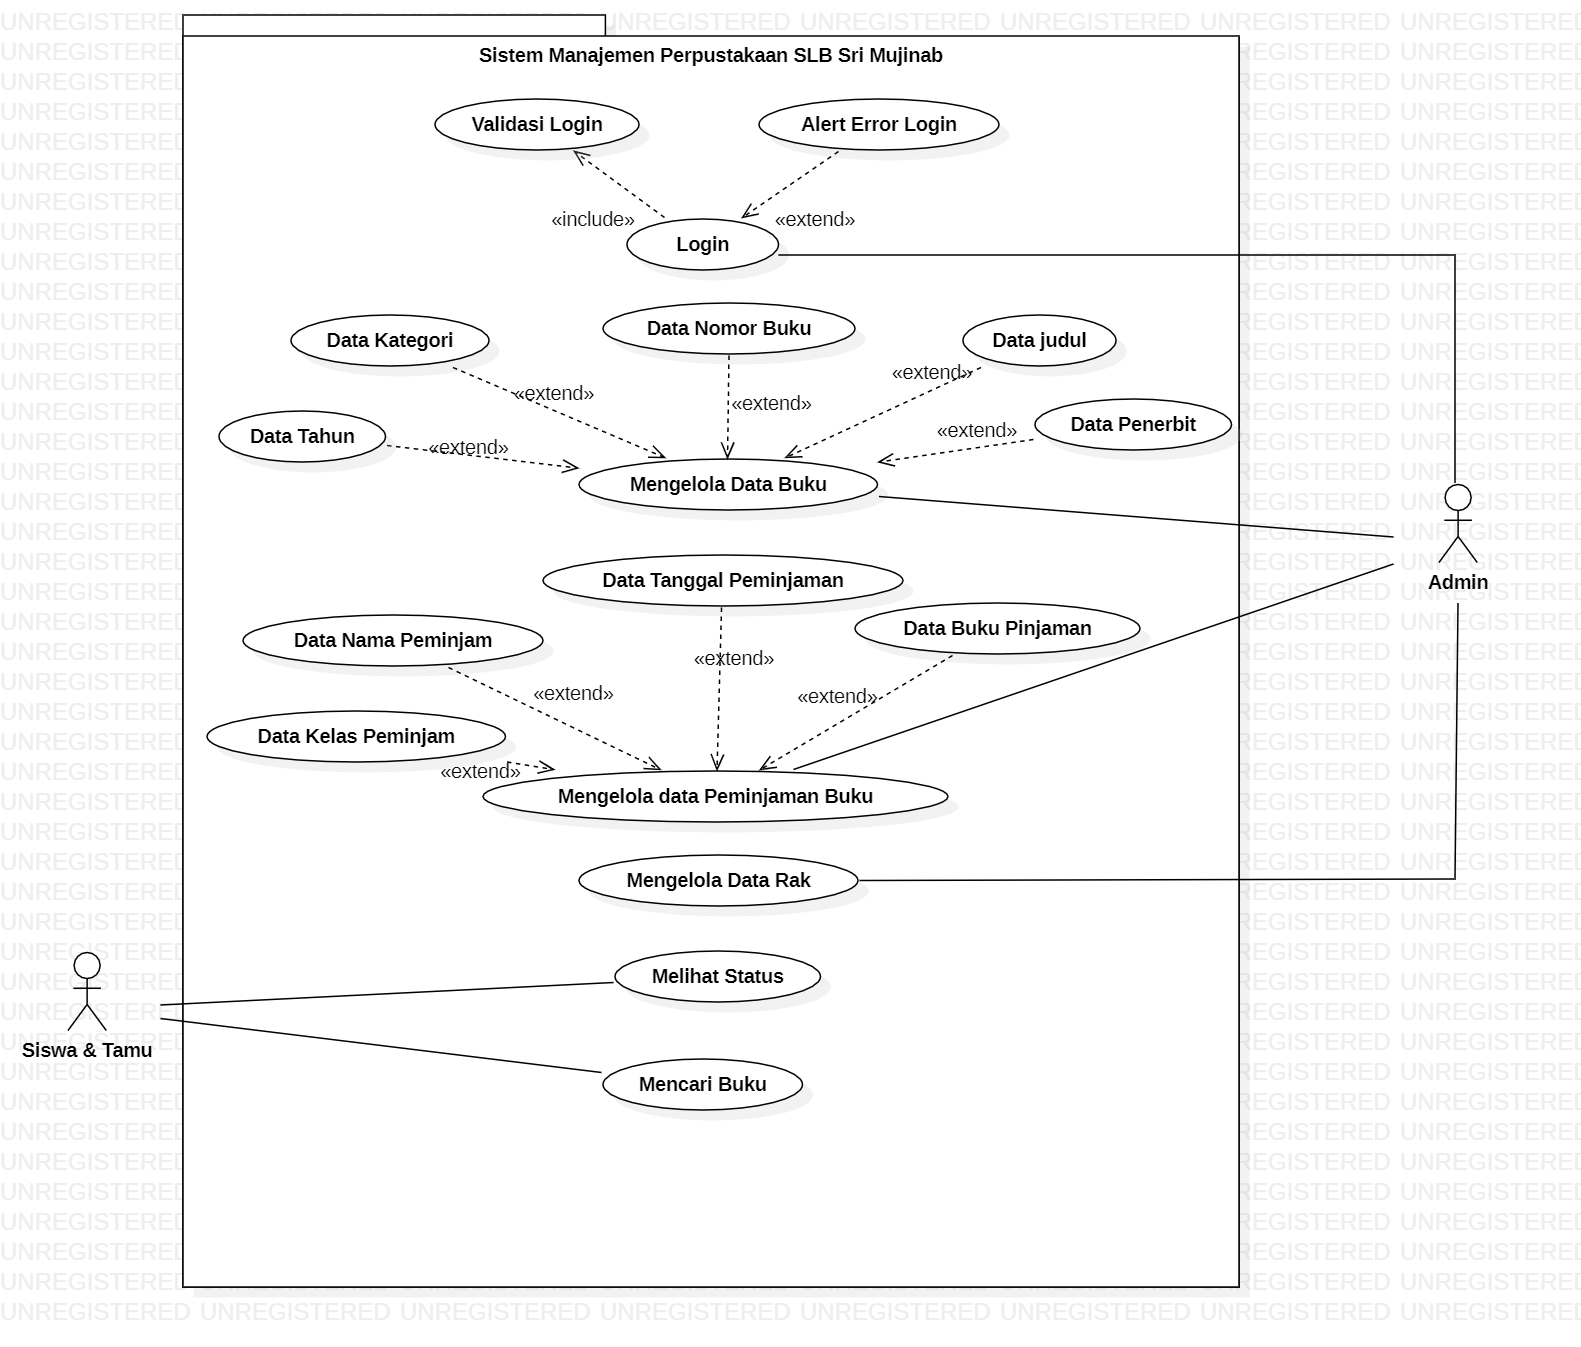 Sistem Manajemen Perpustakaan SLB Sri Mujinab
Validasi Login
Alert Error Login
«include»
«extend»
Login
Data Kategori
Data Nomor Buku
Data judul
«extend»
«extend»
«extend»
Data Tahun
«extend»
«extend»
Data Penerbit
Mengelola Data Buku
Data Tanggal Peminjaman
Admin
Data Nama Peminjam
Data Buku Pinjaman
«extend»
«extend»
«extend»
Data Kelas Peminjam
«extend»
Mengelola data Peminjaman Buku
Mengelola Data Rak
Melihat Status
Siswa & Tamu
Mencari Buku
UNREGISTERED UNREGISTERED UNREGISTERED UNREGISTERED UNREGISTERED UNREGISTERED UNREGISTERED UNREGISTERED